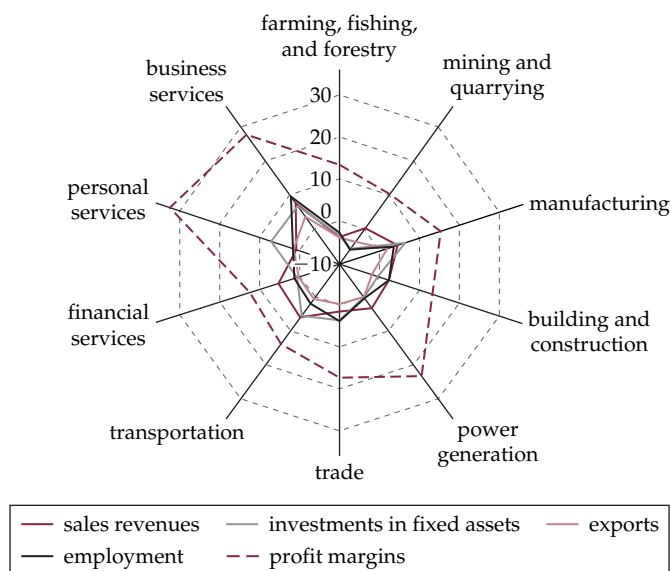 farming, fishing,
and forestry
business
services
mining and
quarrying
30
20
10
0
−10
personal
services
manufacturing
financial
services
building and
construction
transportation
power
generation
trade
sales revenues
investments in fixed assets
exports
employment
profit margins